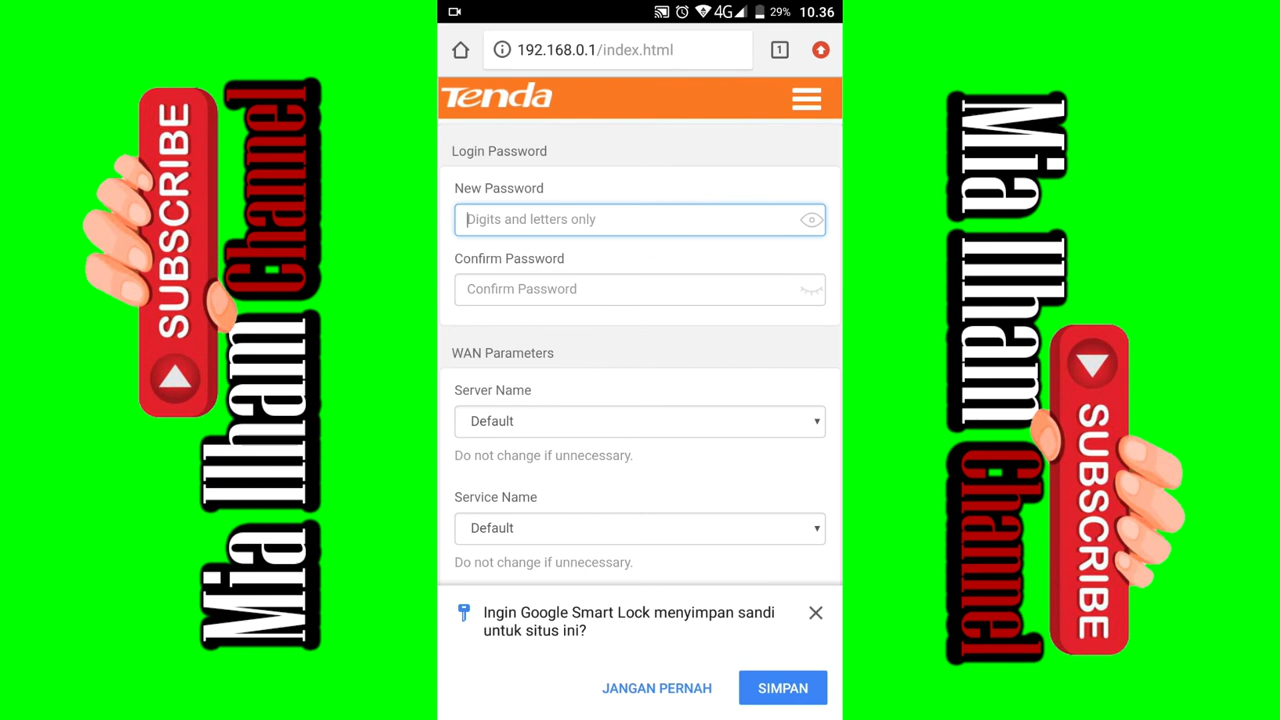 SUBSCRIBE
Mia Ilham Channel
4G
29%
10.36
192.168.0.1/index.html
1
Tenda
Login Password
New Password
Digits and letters only
Confirm Password
Confirm Password
WAN Parameters
Server Name
Default
Do not change if unnecessary.
Service Name
Default
Do not change if unnecessary.
Ingin Google Smart Lock menyimpan sandi
untuk situs ini?
JANGAN PERNAH
SIMPAN
Mia Ilham Channel
SUBSCRIBE